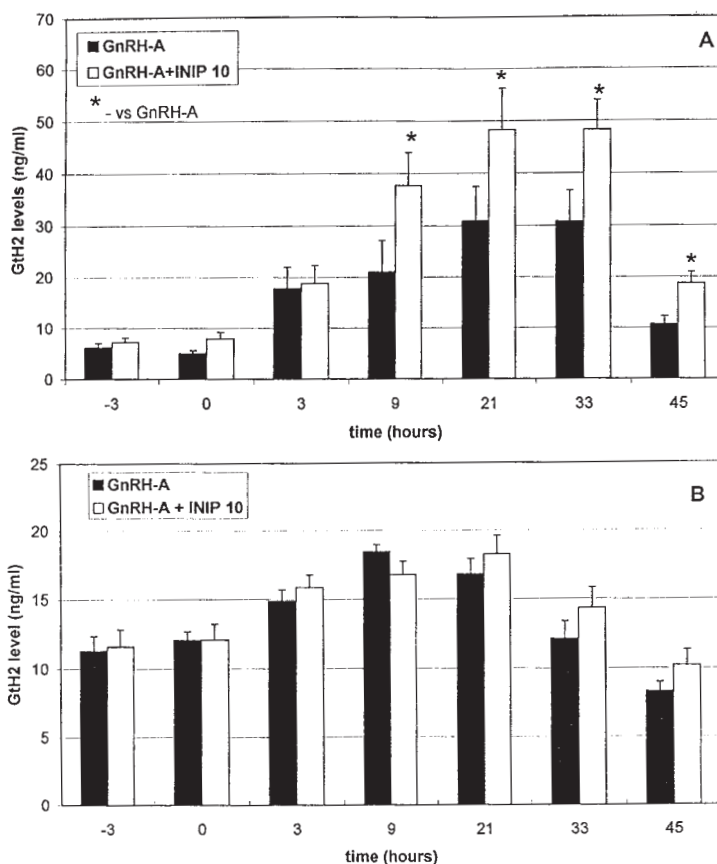 A
GnRH-A
GnRH-A+INIP 10
* - vs GnRH-A
GtH2 levels (ng/ml)
70
60
50
40
30
20
10
0
* * * *
-3 0 3 9 21 33 45
time (hours)
B
GnRH-A
GnRH-A + INIP 10
GtH2 level (ng/ml)
25
20
15
10
5
0
-3 0 3 9 21 33 45
time (hours)